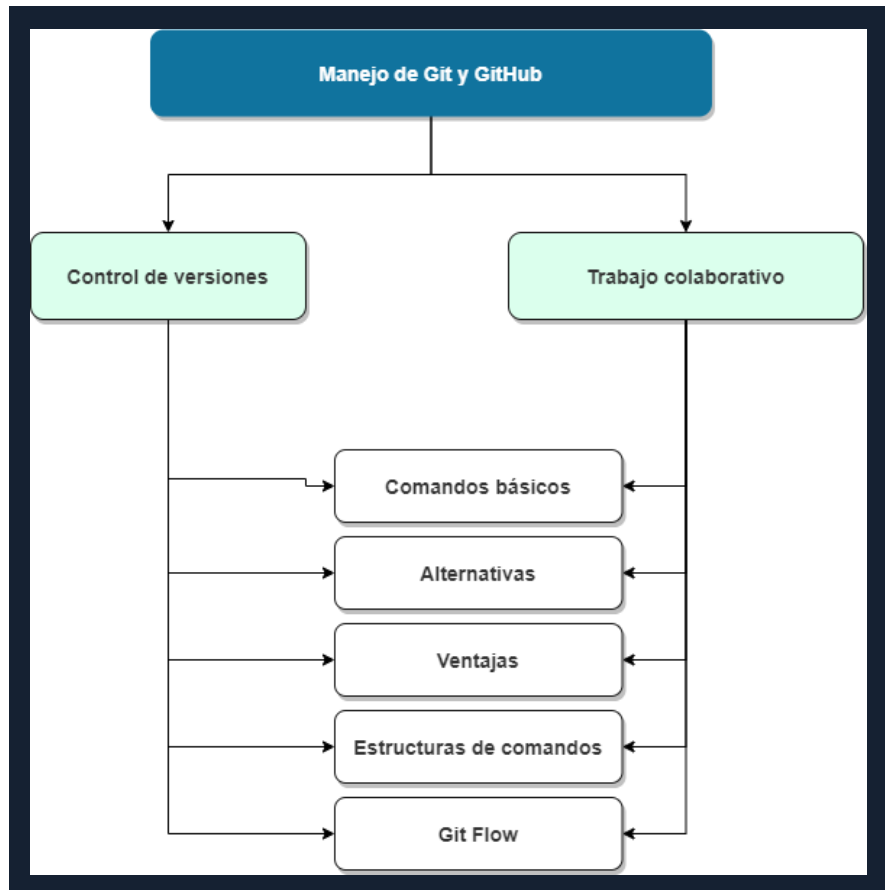 Manejo de Git y GitHub
Control de versiones
Trabajo colaborativo
Comandos básicos
Alternativas
Ventajas
Estructuras de comandos
Git Flow